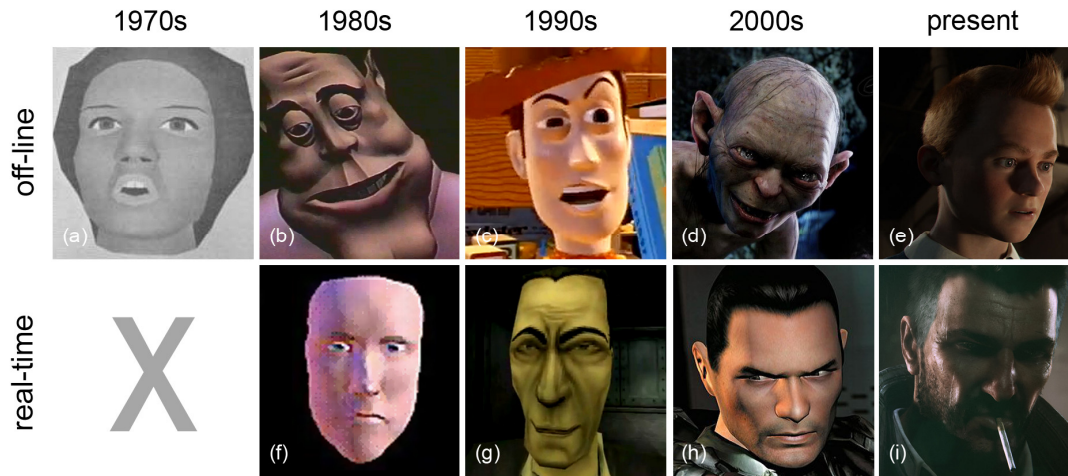 1970s 1980s 1990s 2000s present
off-line
(a) (b) (c) (d) (e)
real-time
X
(f) (g) (h) (i)